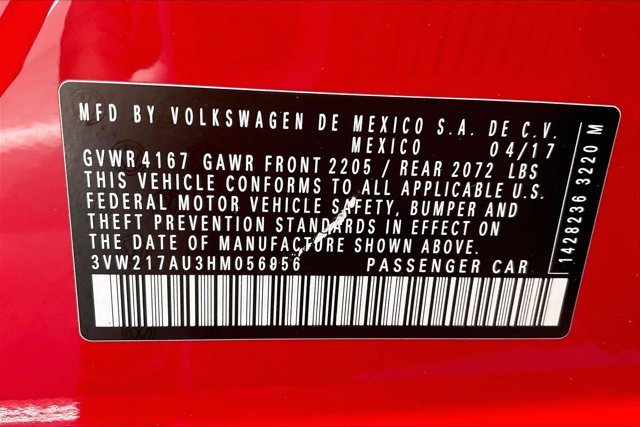 MFD BY VOLKSWAGEN DE MEXICO S.A. DE C.V.
MEXICO 04/17
GVWR 4167 GAWR FRONT 2205 / REAR 2072 LBS
THIS VEHICLE CONFORMS TO ALL APPLICABLE U.S.
FEDERAL MOTOR VEHICLE SAFETY, BUMPER AND
THEFT PREVENTION STANDARDS IN EFFECT ON
THE DATE OF MANUFACTURE SHOWN ABOVE.
3VW217AU3HM056956 PASSENGER CAR
1428236 3220 M